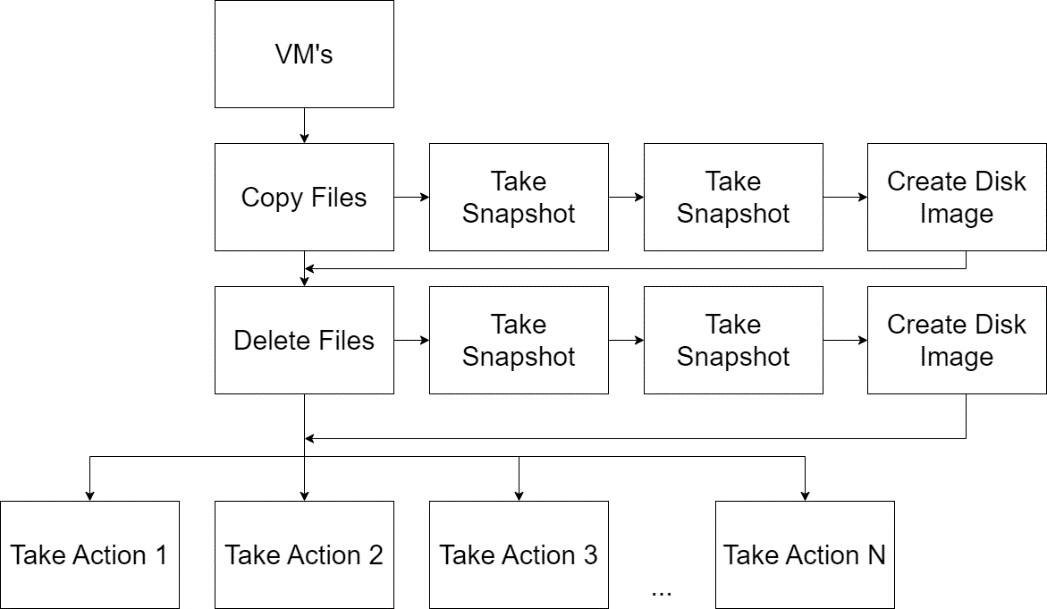 VM's
Copy Files
Take
Snapshot
Take
Snapshot
Create Disk
Image
Delete Files
Take
Snapshot
Take
Snapshot
Create Disk
Image
Take Action 1
Take Action 2
Take Action 3
...
Take Action N